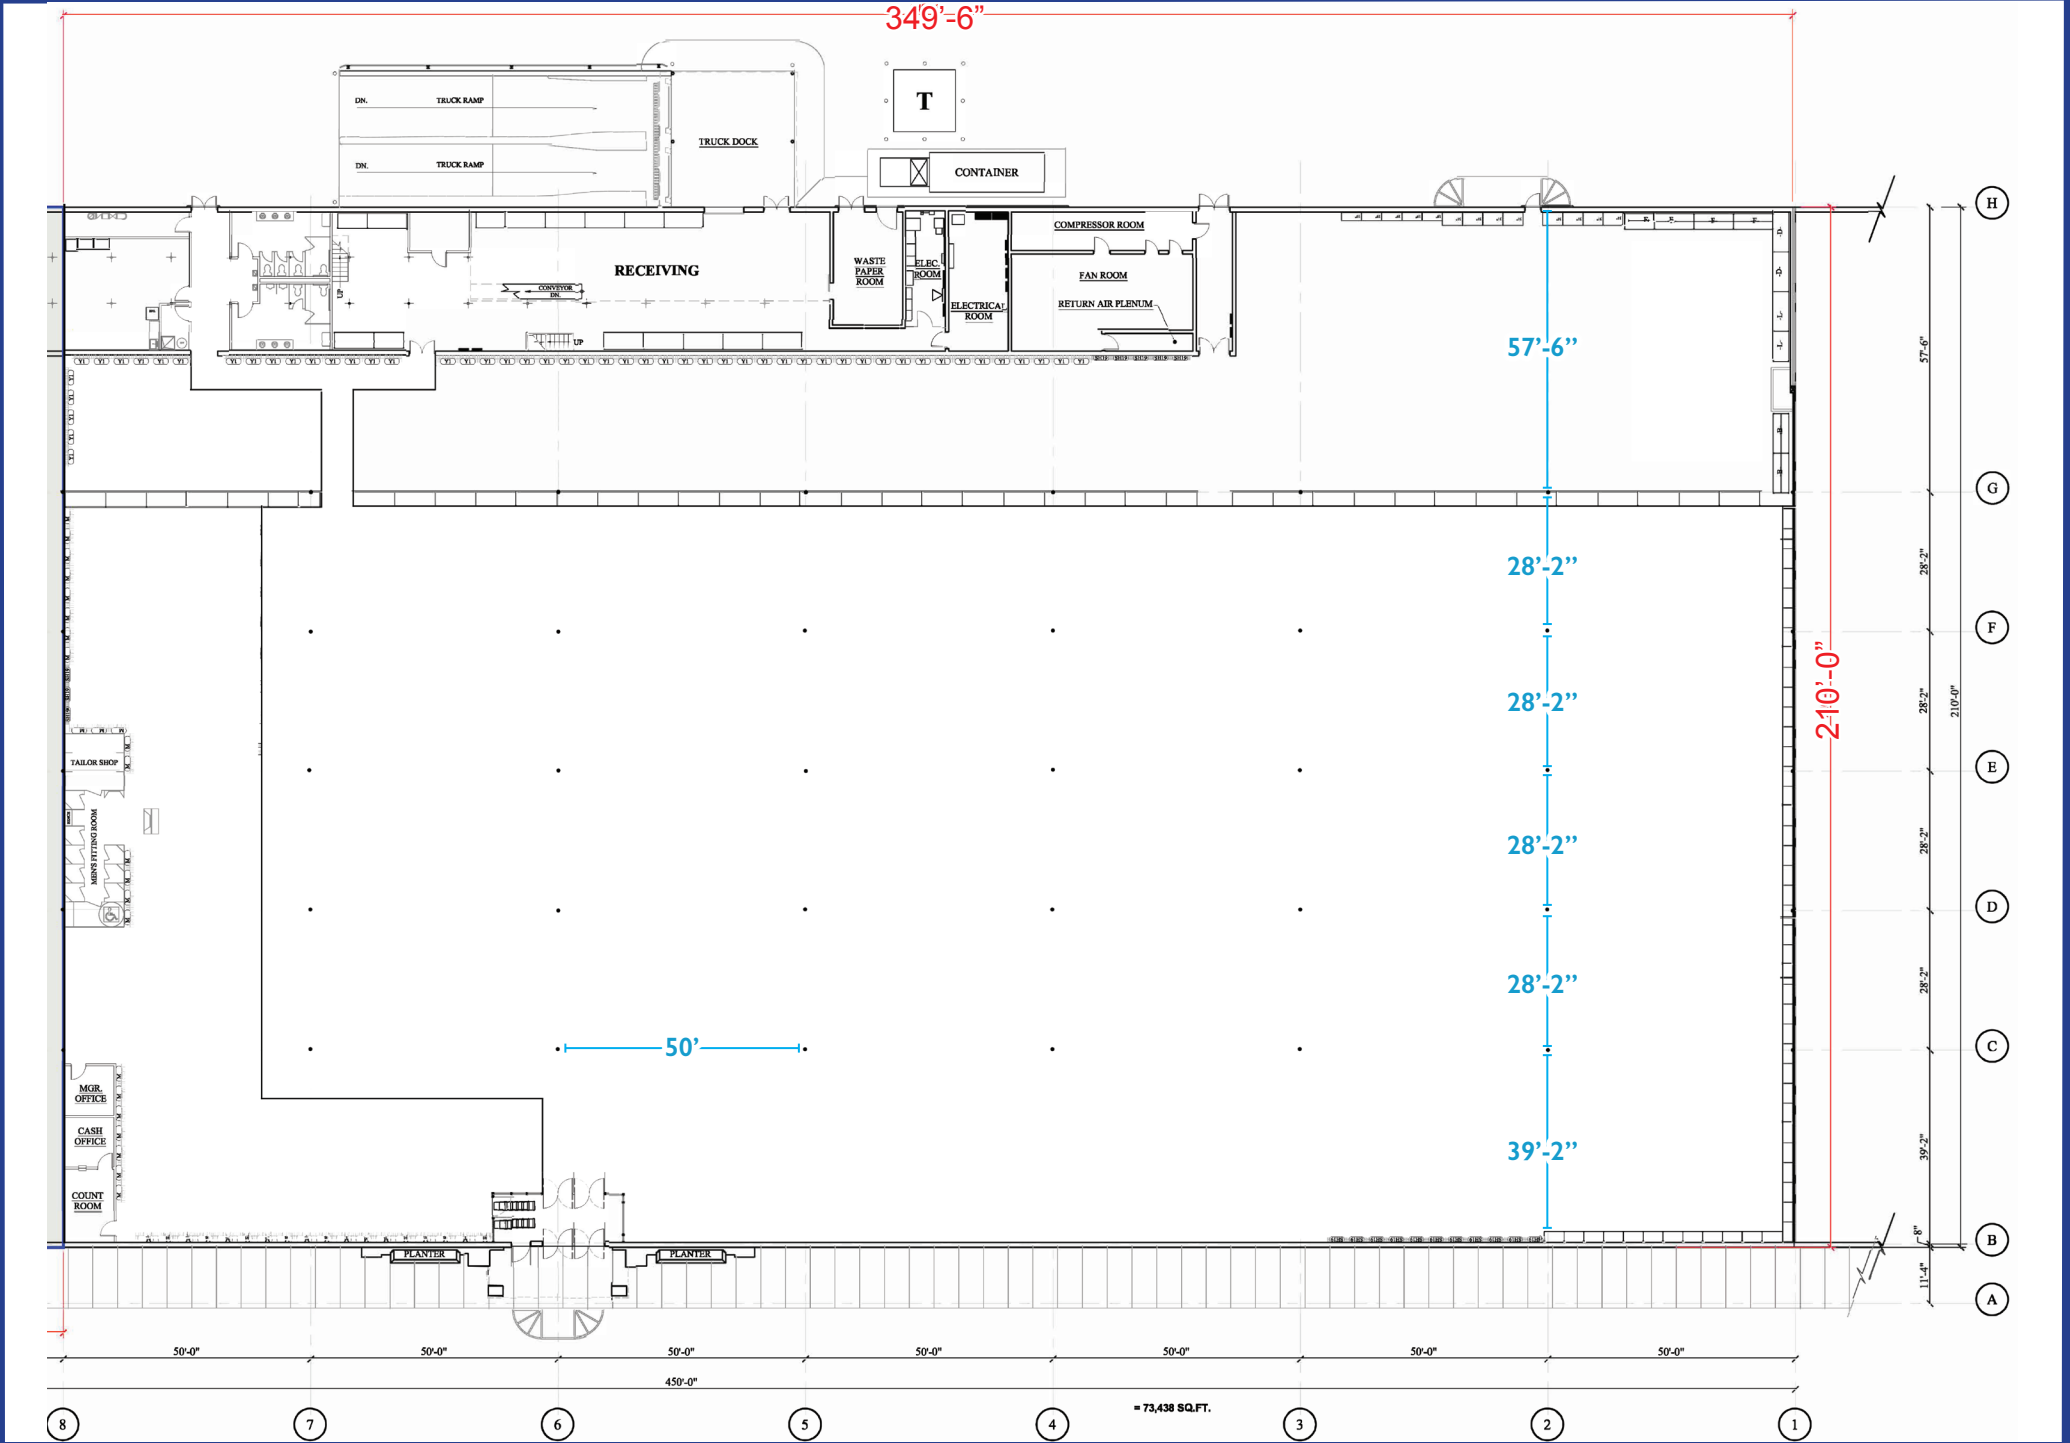 349’-6”
T
DN.
TRUCK RAMP
TRUCK DOCK
DN.
TRUCK RAMP
CONTAINER
H
COMPRESSOR ROOM
RECEIVING
WASTE
PAPER
ROOM
ELEC.
ROOM
FAN ROOM
CONVEYOR
DN.
UP
RETURN AIR PLENUM
ELECTRICAL
ROOM
UP
57’-6”
57'-6"
G
28’-2”
28'-2"
F
28’-2”
28'-2"
210’-0”
210'-0"
TAILOR SHOP
E
MEN'S FITTING ROOM
28’-2”
28'-2"
D
28’-2”
28'-2"
50’
C
MGR.
OFFICE
CASH
OFFICE
39’-2”
39'-2"
COUNT
ROOM
8"
B
PLANTER
PLANTER
11'-4"
A
50'-0"
50'-0"
50'-0"
50'-0"
50'-0"
50'-0"
50'-0"
450'-0"
= 73,438 SQ.FT.
8
7
6
5
4
3
2
1